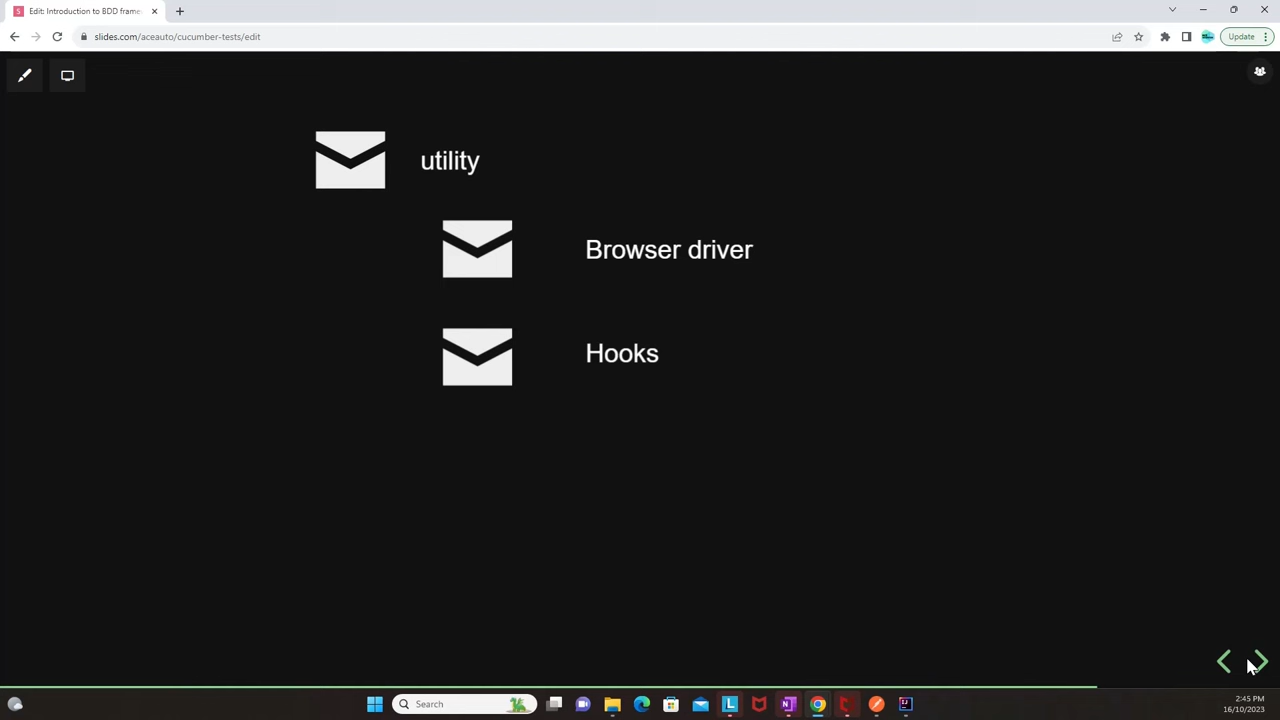 Edit: Introduction to BDD frame
slides.com/aceauto/cucumber-tests/edit
Update
utility
Browser driver
Hooks
Search
2:45 PM
16/10/2023